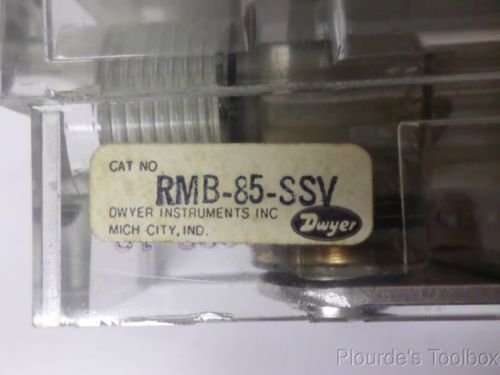 CAT NO
RMB-85-SSV
DWYER INSTRUMENTS INC
MICH CITY, IND.
Dwyer
Plourde's Toolbox